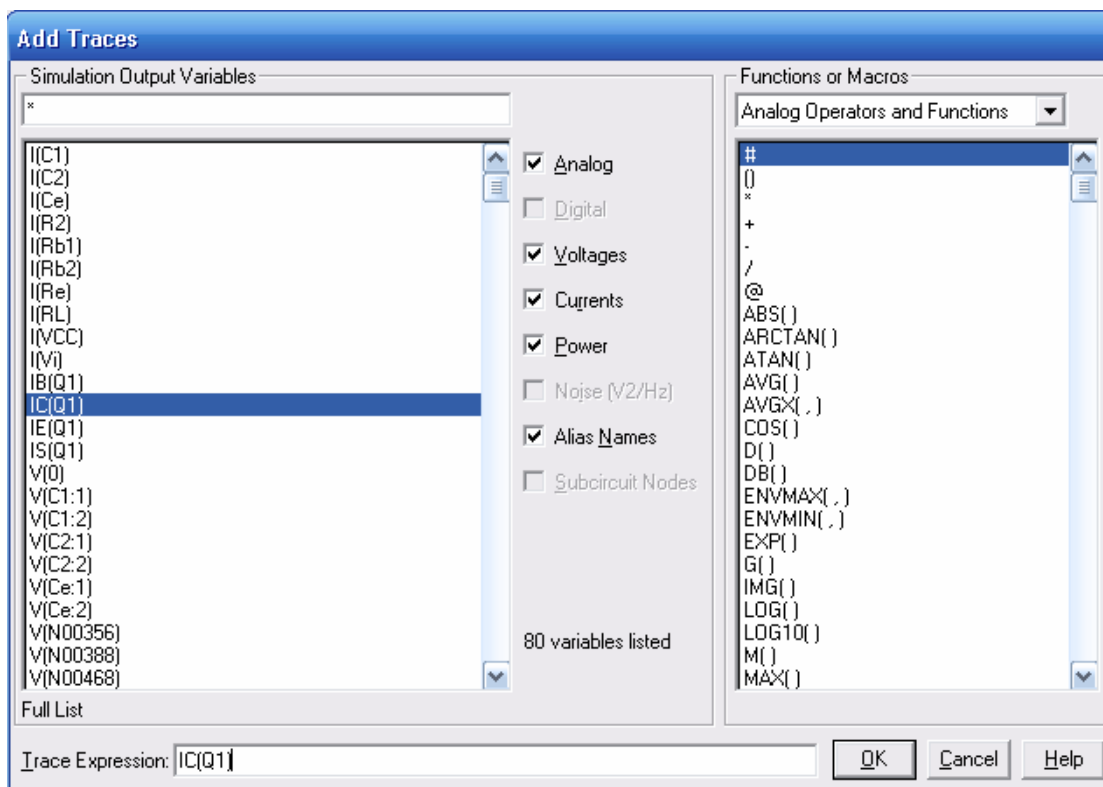 Add Traces
Simulation Output Variables
*
I(C1)
I(C2)
I(Ce)
I(R2)
I(Rb1)
I(Rb2)
I(Re)
I(RL)
I(VCC)
I(Vi)
IB(Q1)
IC(Q1)
IE(Q1)
IS(Q1)
V(0)
V(C1:1)
V(C1:2)
V(C2:1)
V(C2:2)
V(Ce:1)
V(Ce:2)
V(N00356)
V(N00388)
V(N00468)
Full List
Analog
Digital
Voltages
Currents
Power
Noise (V2/Hz)
Alias Names
Subcircuit Nodes
80 variables listed
Functions or Macros
Analog Operators and Functions
#
()
*
+
-
/
@
ABS()
ARCTAN()
ATAN()
AVG()
AVGX(,)
COS()
D()
DB()
ENVMAX(,)
ENVMIN(,)
EXP()
G()
IMG()
LOG()
LOG10()
M()
MAX()
Trace Expression: IC(Q1)
OK
Cancel
Help